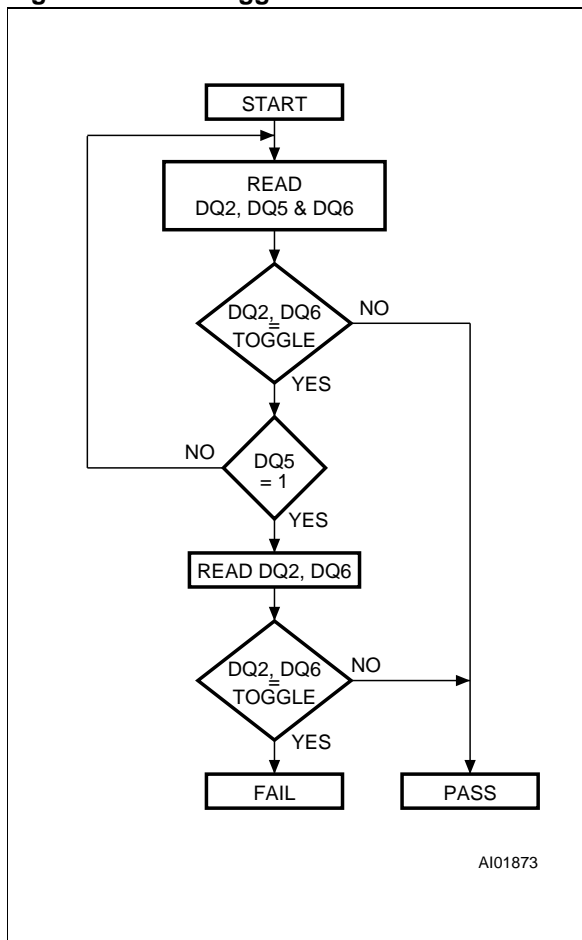 START
READ
DQ2, DQ5 & DQ6
DQ2, DQ6
=
TOGGLE
NO
YES
NO
DQ5
= 1
YES
READ DQ2, DQ6
DQ2, DQ6
=
TOGGLE
NO
YES
FAIL
PASS
AI01873